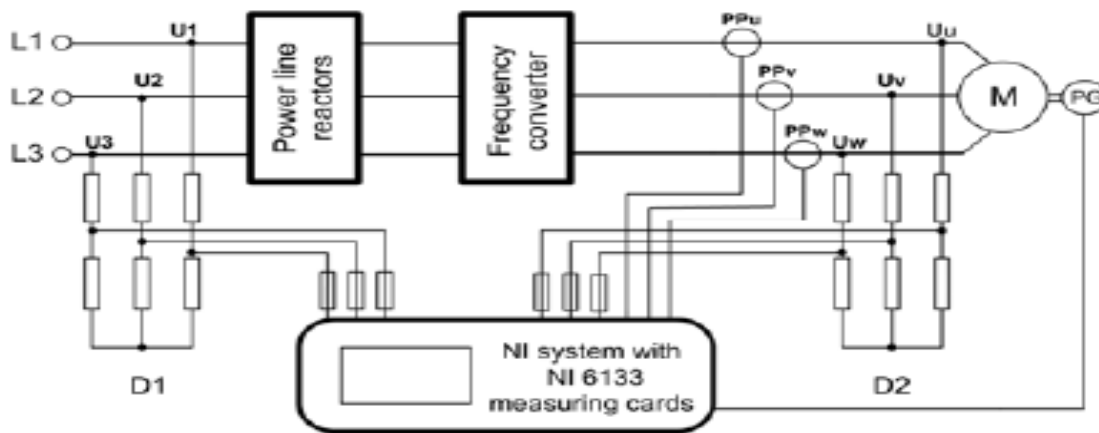 L1
U1
Power line
reactors
Frequency
converter
PPu
Uu
L2
U2
PPv
Uv
M
PG
L3
U3
PPw
Uw
NI system with
NI 6133
measuring cards
D1
D2